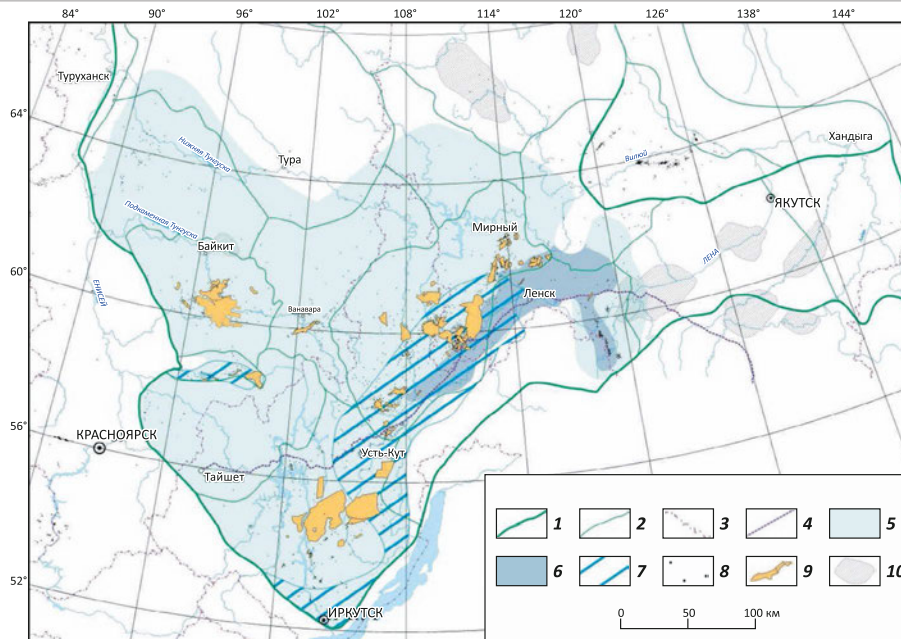 84° 90° 96° 102° 108° 114° 120° 126° 138° 144°
Туруханск
64°
Хандыга
Нижняя Тунгуска
Тура
Вилюй
ЯКУТСК
Подкаменная Тунгуска
Мирный
Байкит
ЛЕНА
60°
ЕНИСЕЙ
Ленск
Ванавара
56°
КРАСНОЯРСК
Усть-Кут
Тайшет
1 2 3 4 5
6 7 8 9 10
52°
ИРКУТСК
0 50 100 км